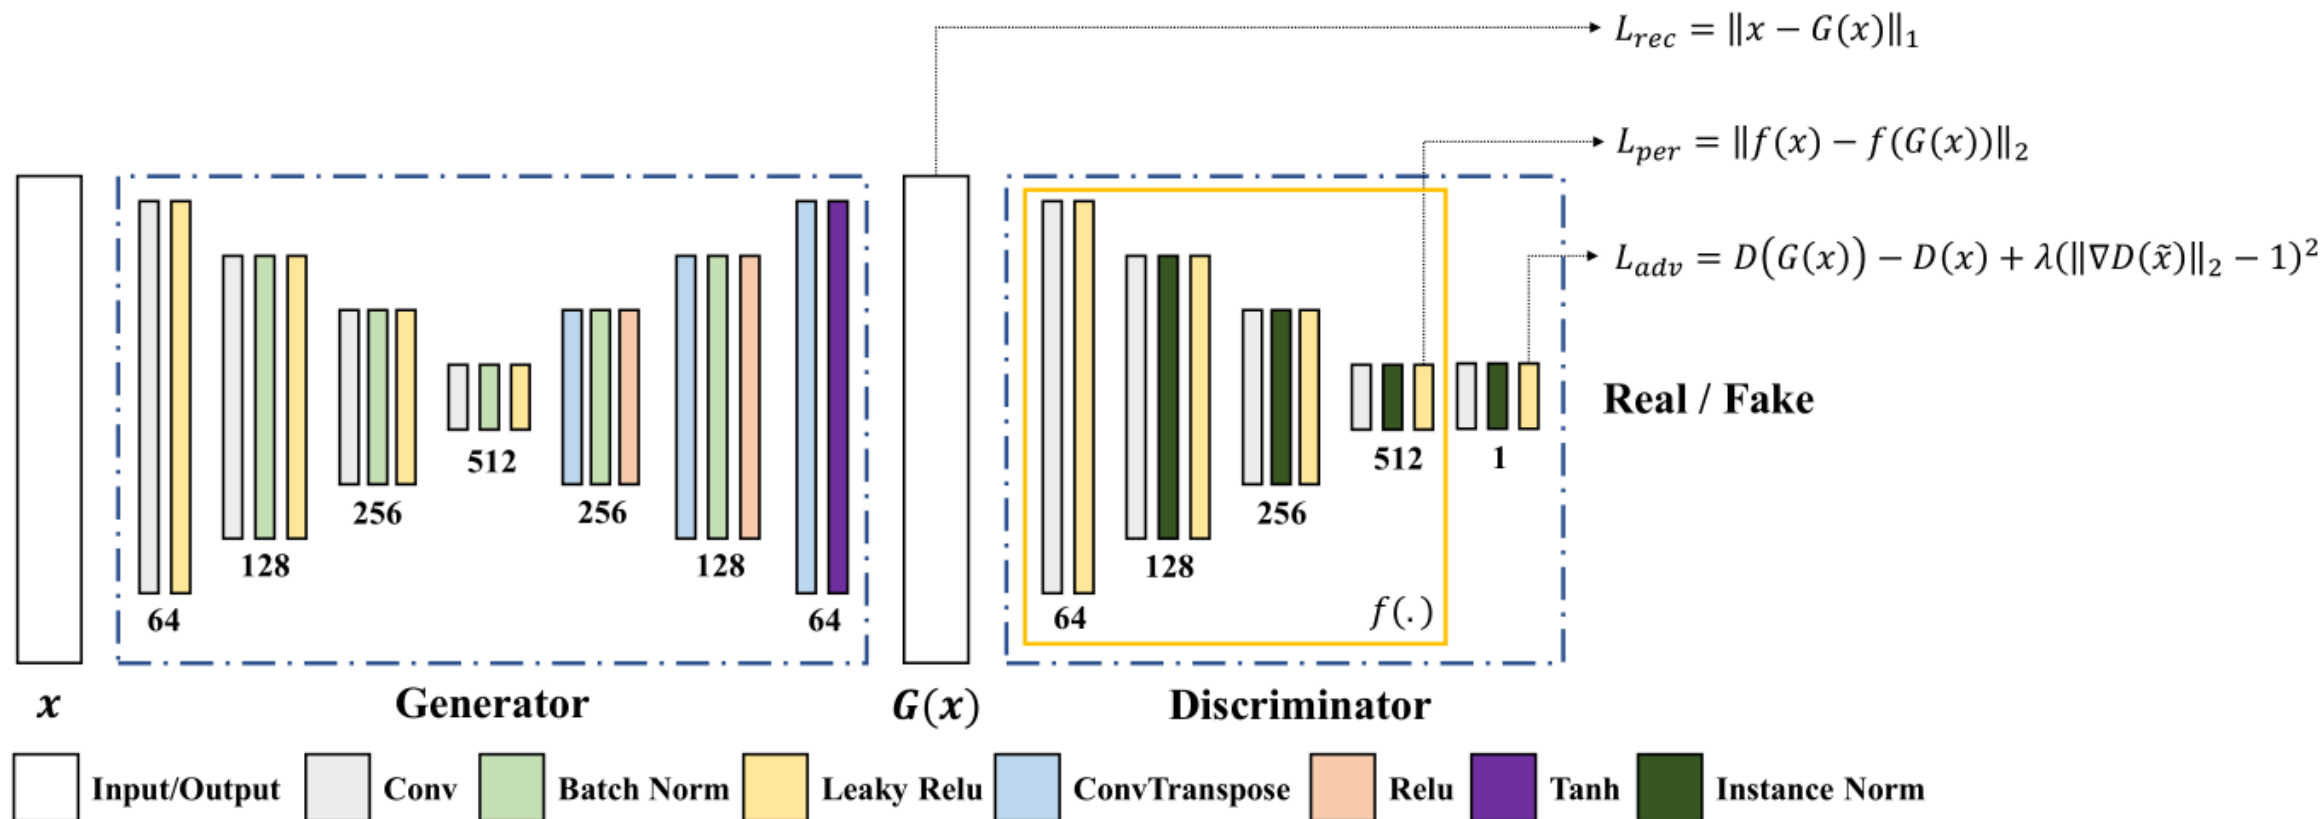 L_rec = ‖x − G(x)‖_1
L_per = ‖f(x) − f(G(x))‖_2
L_adv = D(G(x)) − D(x) + λ(‖∇D(x̃)‖_2 − 1)^2
64
128
256
512
256
128
64
64
128
256
512
1
f(.)
Real / Fake
x
Generator
G(x)
Discriminator
Input/Output Conv Batch Norm Leaky Relu ConvTranspose Relu Tanh Instance Norm